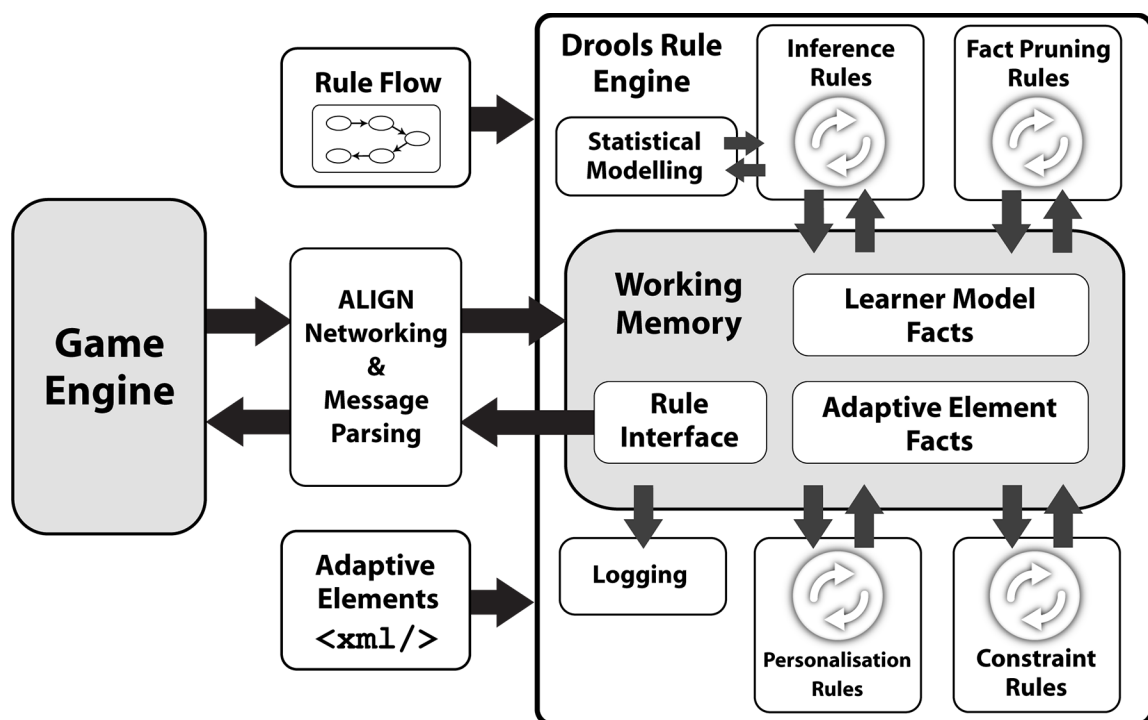 Rule Flow
Game
Engine
ALIGN
Networking
&
Message
Parsing
Adaptive
Elements
<xml/>
Drools Rule
Engine
Statistical
Modelling
Inference
Rules
Fact Pruning
Rules
Working
Memory
Learner Model
Facts
Rule
Interface
Adaptive Element
Facts
Logging
Personalisation
Rules
Constraint
Rules